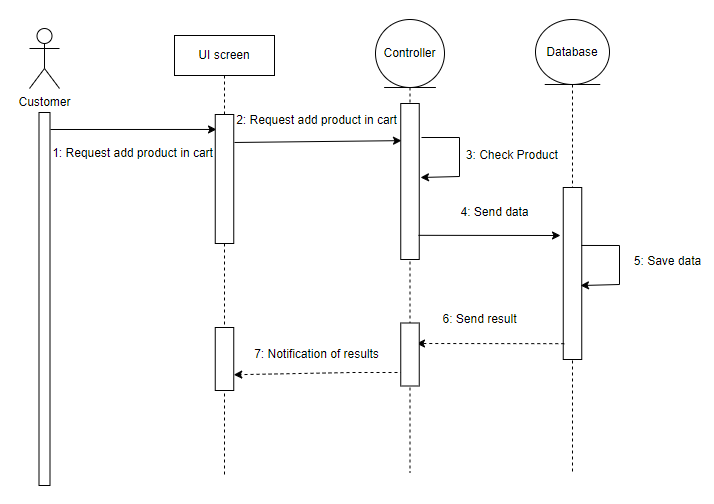 UI screen
Controller
Database
Customer
2: Request add product in cart
1: Request add product in cart
3: Check Product
4: Send data
5: Save data
6: Send result
7: Notification of results